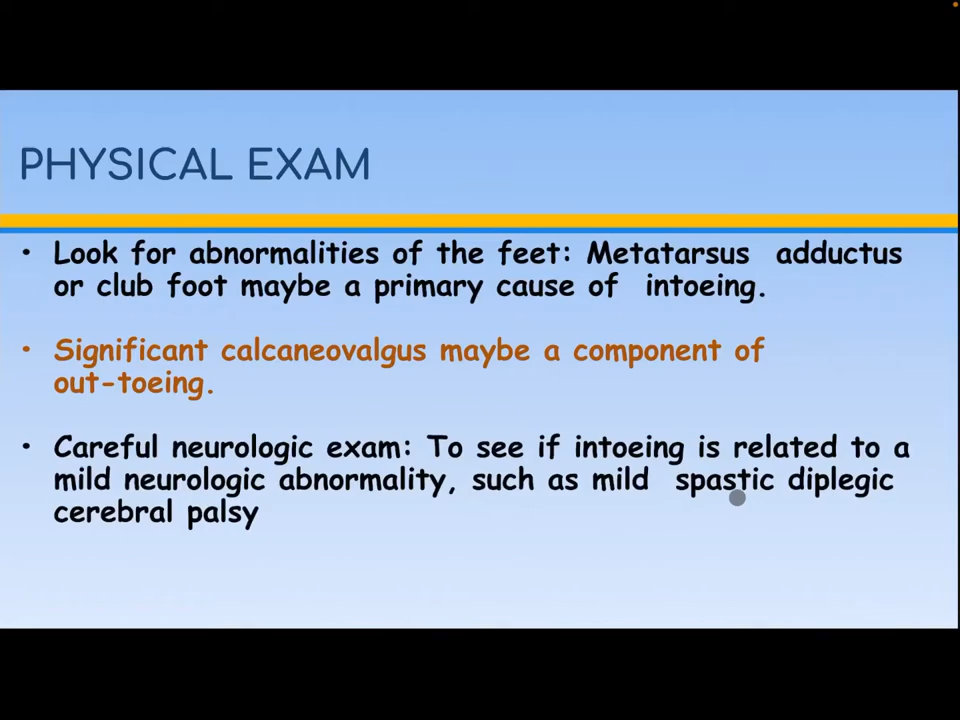 PHYSICAL EXAM
• Look for abnormalities of the feet: Metatarsus adductus
or club foot maybe a primary cause of intoeing.
• Significant calcaneovalgus maybe a component of
out-toeing.
• Careful neurologic exam: To see if intoeing is related to a
mild neurologic abnormality, such as mild spastic diplegic
cerebral palsy